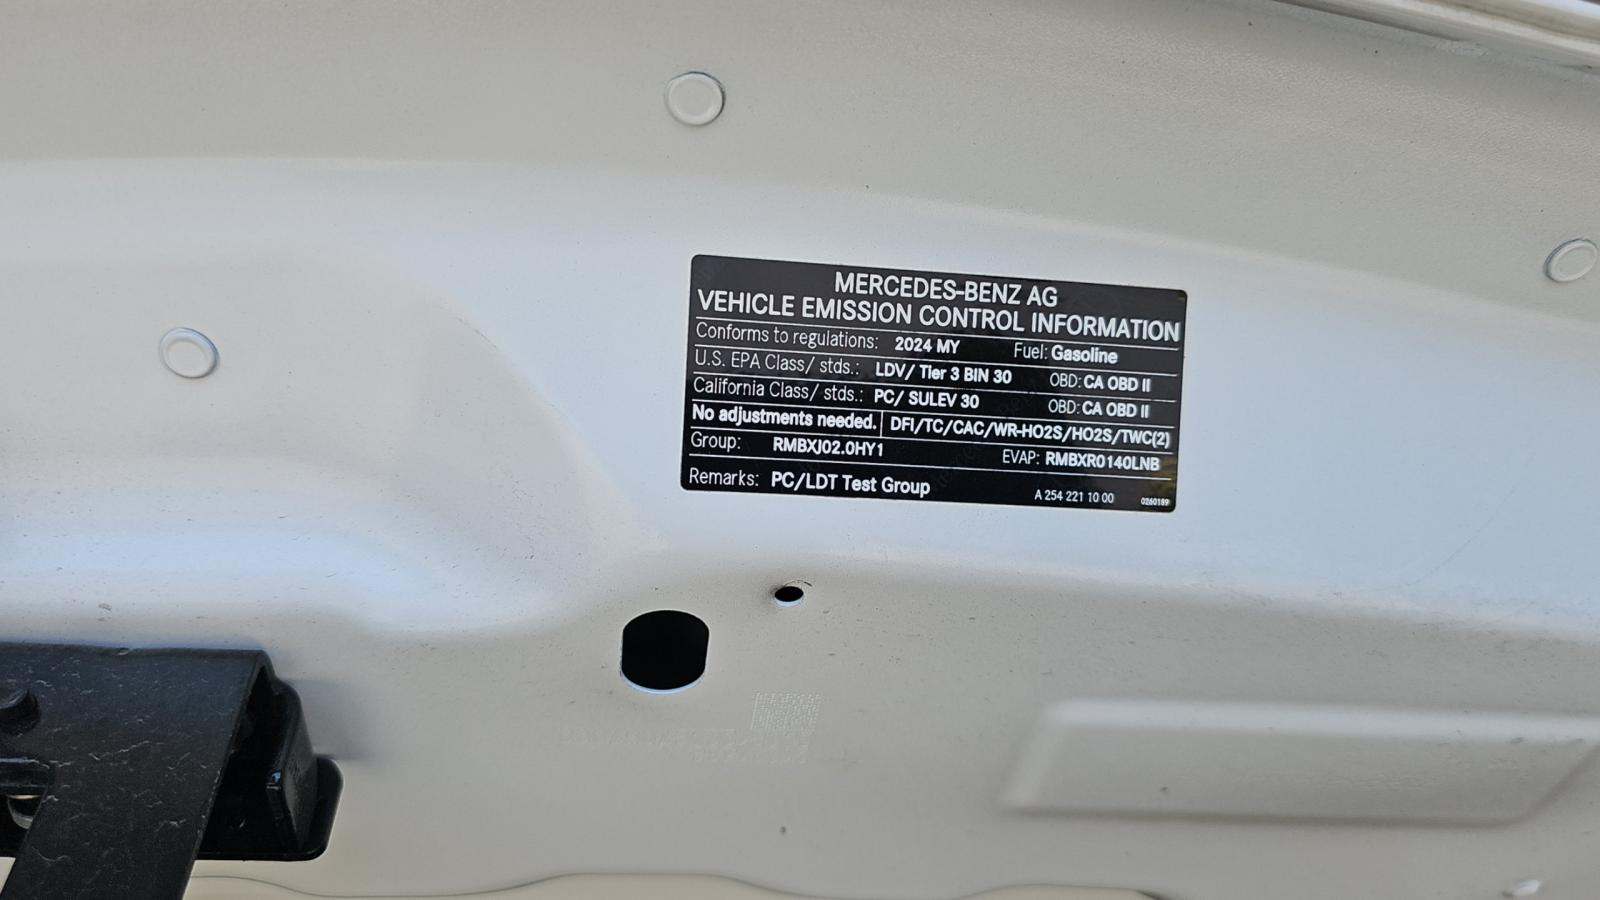 MERCEDES-BENZ AG
VEHICLE EMISSION CONTROL INFORMATION
Conforms to regulations: 2024 MY Fuel: Gasoline
U.S. EPA Class/ stds.: LDV/ Tier 3 BIN 30 OBD: CA OBD II
California Class/ stds.: PC/ SULEV 30 OBD: CA OBD II
No adjustments needed. DFI/TC/CAC/WR-HO2S/HO2S/TWC(2)
Group: RMBXJ02.0HY1 EVAP: RMBXR0140LNB
Remarks: PC/LDT Test Group A 254 221 10 00 0260189